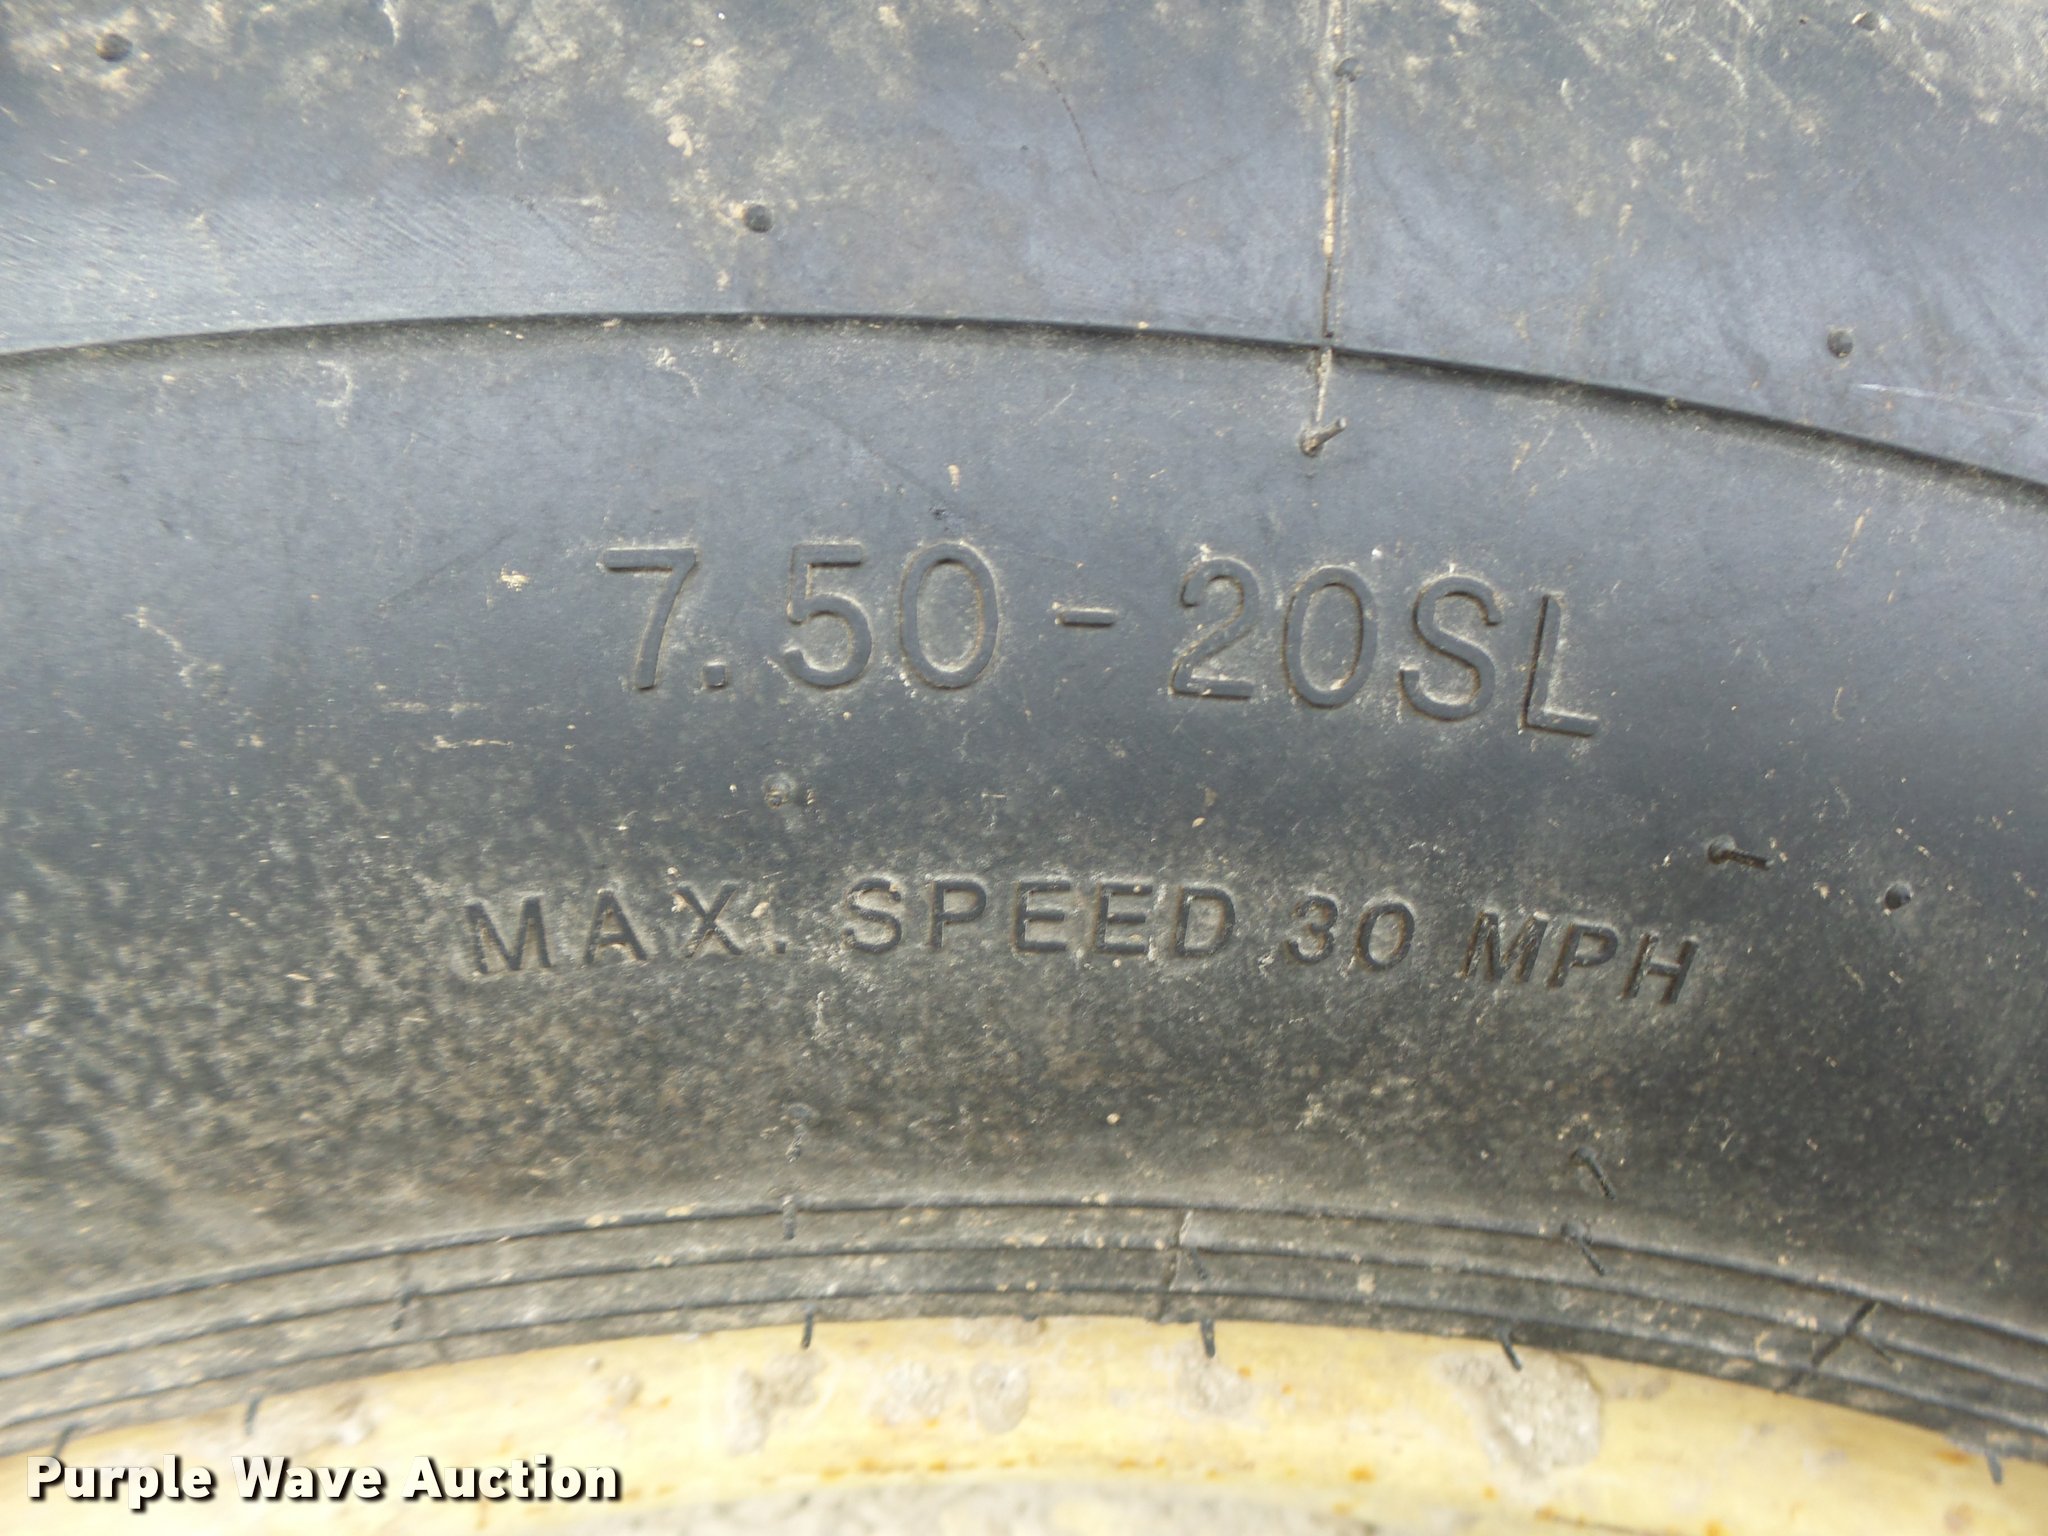 7.50-20SL
MAX. SPEED 30 MPH
Purple Wave Auction